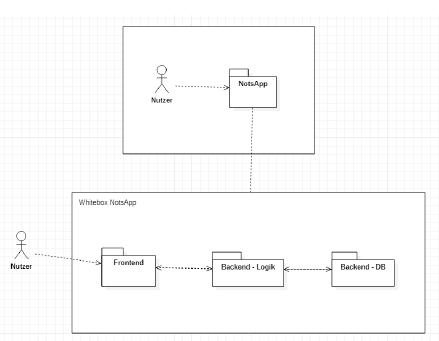 NotsApp
Nutzer
Whitebox NotsApp
Nutzer
Frontend
Backend - Logik
Backend - DB